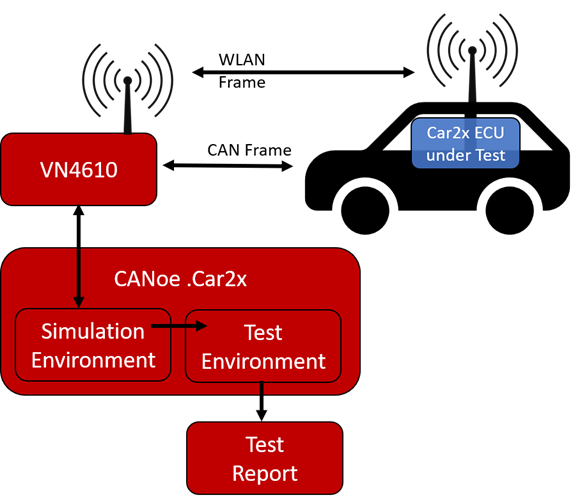 WLAN
Frame
Car2x ECU
under Test
CAN Frame
VN4610
CANoe .Car2x
Simulation
Environment
Test
Environment
Test
Report